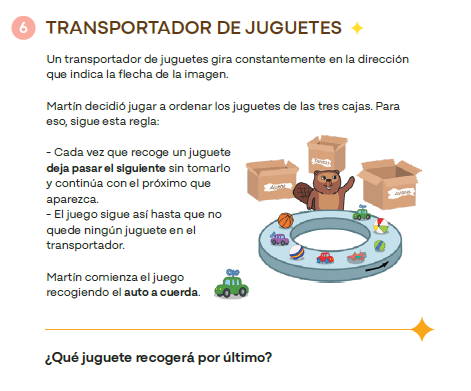 6 TRANSPORTADOR DE JUGUETES
Un transportador de juguetes gira constantemente en la dirección
que indica la flecha de la imagen.
Martín decidió jugar a ordenar los juguetes de las tres cajas. Para
eso, sigue esta regla:
- Cada vez que recoge un juguete
deja pasar el siguiente sin tomarlo
y continúa con el próximo que
aparezca.
- El juego sigue así hasta que no
quede ningún juguete en el
transportador.
Martín comienza el juego
recogiendo el auto a cuerda.
¿Qué juguete recogerá por último?